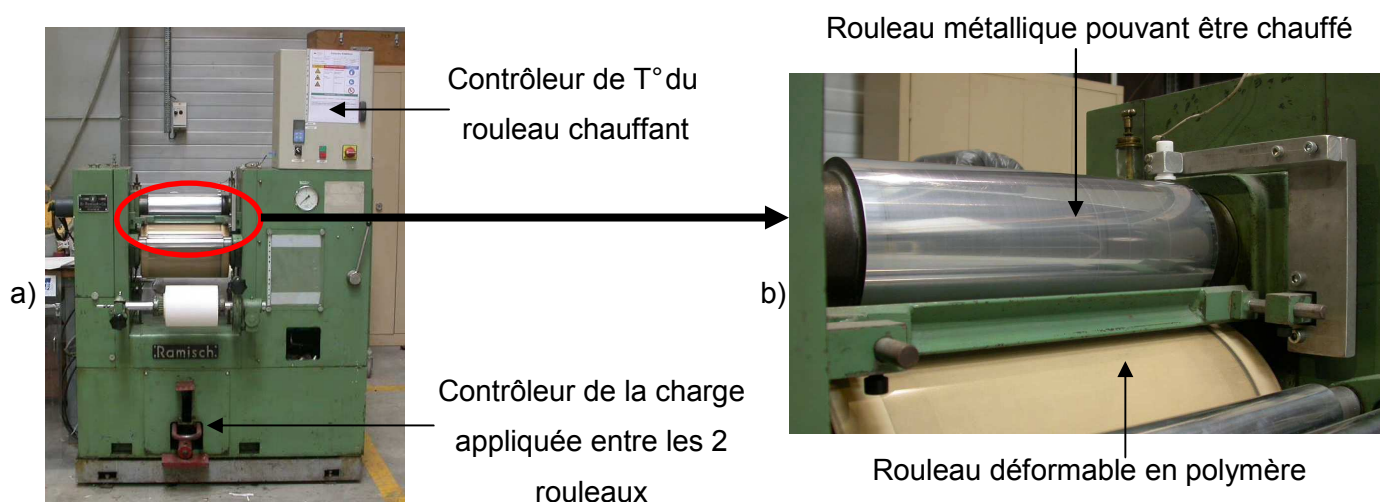 Rouleau métallique pouvant être chauffé
Contrôleur de T° du
rouleau chauffant
a)
b)
Ramisch
Contrôleur de la charge
appliquée entre les 2
rouleaux
Rouleau déformable en polymère